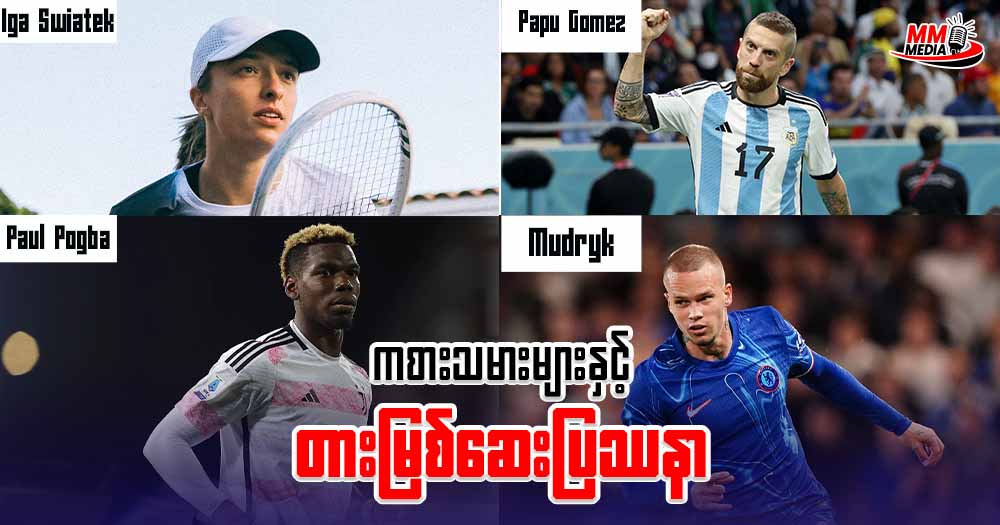 Iga Swiatek
Papu Gomez
MM
MEDIA
17
Paul Pogba
Mudryk
ကစားသမားများနှင့်
တားမြစ်ဆေးပြဿနာ